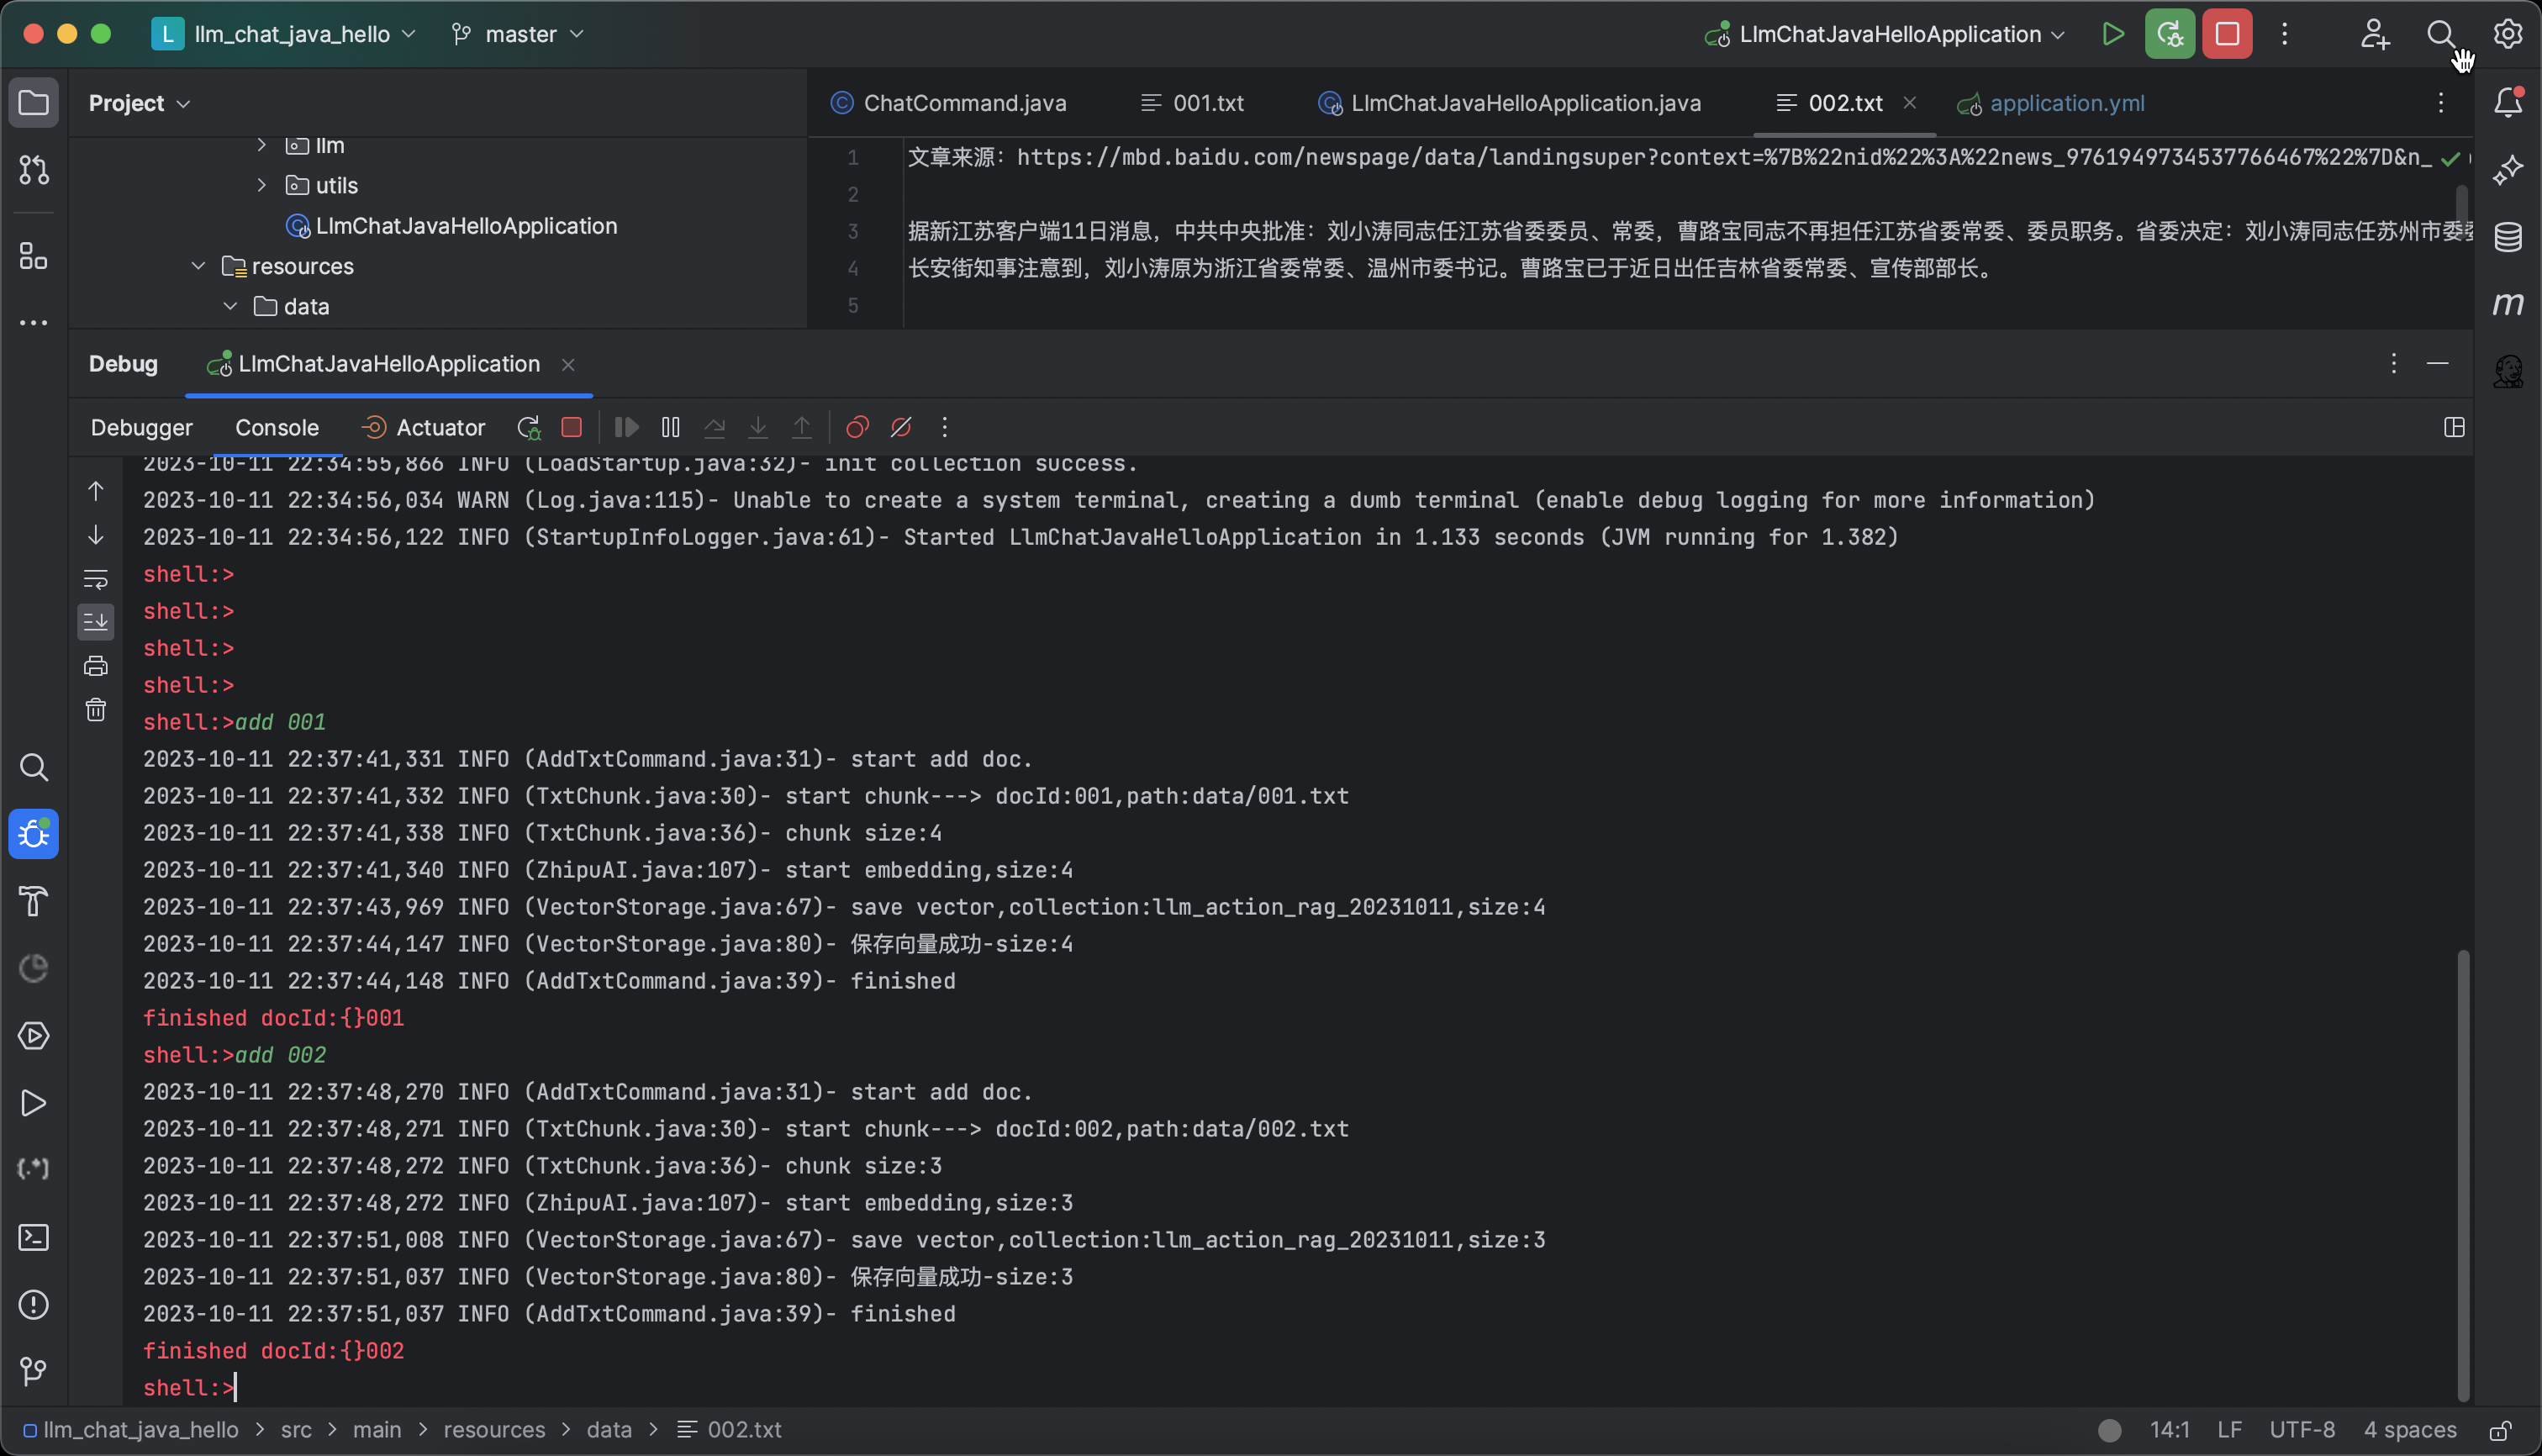 L llm_chat_java_hello master LlmChatJavaHelloApplication
Project
ChatCommand.java 001.txt LlmChatJavaHelloApplication.java 002.txt application.yml
llm
utils
LlmChatJavaHelloApplication
resources
data
1 文章来源：https://mbd.baidu.com/newspage/data/landingsuper?context=%7B%22nid%22%3A%22news_9761949734537766467%22%7D&n_
2
3 据新江苏客户端11日消息，中共中央批准：刘小涛同志任江苏省委委员、常委，曹路宝同志不再担任江苏省委常委、委员职务。省委决定：刘小涛同志任苏州市委
4 长安街知事注意到，刘小涛原为浙江省委常委、温州市委书记。曹路宝已于近日出任吉林省委常委、宣传部部长。
5
Debug LlmChatJavaHelloApplication
Debugger Console Actuator
2023-10-11 22:34:55,866 INFO (LoadStartup.java:32)- init collection success.
2023-10-11 22:34:56,034 WARN (Log.java:115)- Unable to create a system terminal, creating a dumb terminal (enable debug logging for more information)
2023-10-11 22:34:56,122 INFO (StartupInfoLogger.java:61)- Started LlmChatJavaHelloApplication in 1.133 seconds (JVM running for 1.382)
shell:>
shell:>
shell:>
shell:>
shell:>add 001
2023-10-11 22:37:41,331 INFO (AddTxtCommand.java:31)- start add doc.
2023-10-11 22:37:41,332 INFO (TxtChunk.java:30)- start chunk---> docId:001,path:data/001.txt
2023-10-11 22:37:41,338 INFO (TxtChunk.java:36)- chunk size:4
2023-10-11 22:37:41,340 INFO (ZhipuAI.java:107)- start embedding,size:4
2023-10-11 22:37:43,969 INFO (VectorStorage.java:67)- save vector,collection:llm_action_rag_20231011,size:4
2023-10-11 22:37:44,147 INFO (VectorStorage.java:80)- 保存向量成功-size:4
2023-10-11 22:37:44,148 INFO (AddTxtCommand.java:39)- finished
finished docId:{}001
shell:>add 002
2023-10-11 22:37:48,270 INFO (AddTxtCommand.java:31)- start add doc.
2023-10-11 22:37:48,271 INFO (TxtChunk.java:30)- start chunk---> docId:002,path:data/002.txt
2023-10-11 22:37:48,272 INFO (TxtChunk.java:36)- chunk size:3
2023-10-11 22:37:48,272 INFO (ZhipuAI.java:107)- start embedding,size:3
2023-10-11 22:37:51,008 INFO (VectorStorage.java:67)- save vector,collection:llm_action_rag_20231011,size:3
2023-10-11 22:37:51,037 INFO (VectorStorage.java:80)- 保存向量成功-size:3
2023-10-11 22:37:51,037 INFO (AddTxtCommand.java:39)- finished
finished docId:{}002
shell:>
llm_chat_java_hello > src > main > resources > data > 002.txt 14:1 LF UTF-8 4 spaces